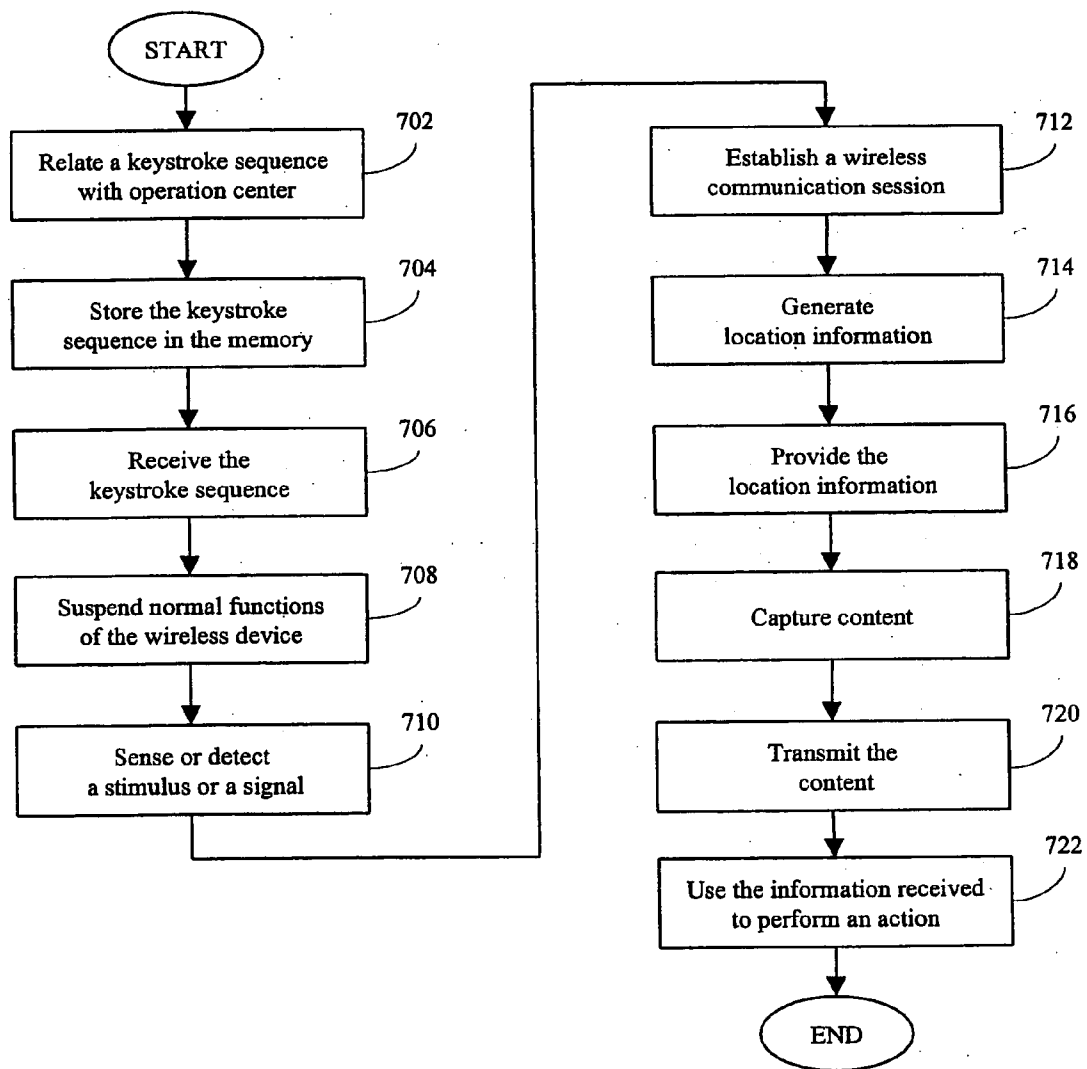 START
702
Relate a keystroke sequence
with operation center
704
Store the keystroke
sequence in the memory
706
Receive the
keystroke sequence
708
Suspend normal functions
of the wireless device
710
Sense or detect
a stimulus or a signal
712
Establish a wireless
communication session
714
Generate
location information
716
Provide the
location information
718
Capture content
720
Transmit the
content
722
Use the information received
to perform an action
END